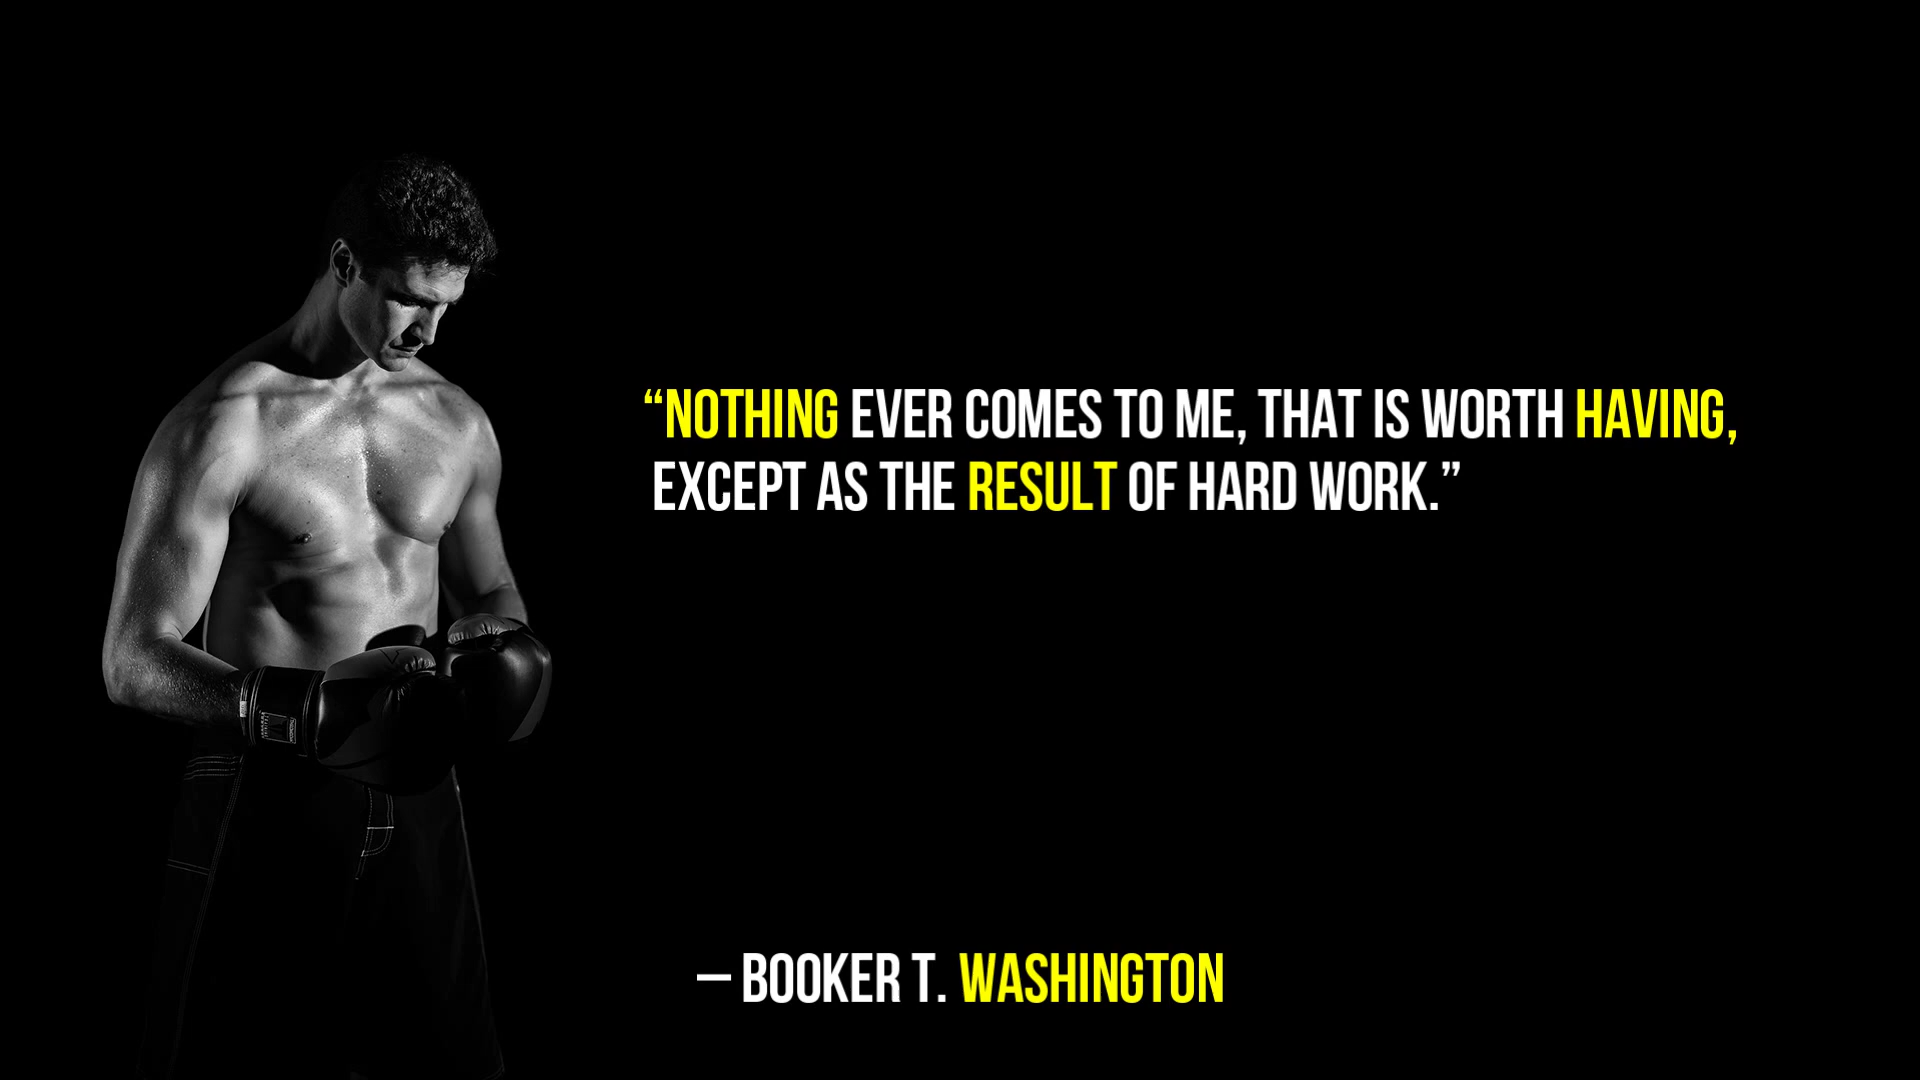 “NOTHING EVER COMES TO ME, THAT IS WORTH HAVING,
EXCEPT AS THE RESULT OF HARD WORK.”
– BOOKER T. WASHINGTON